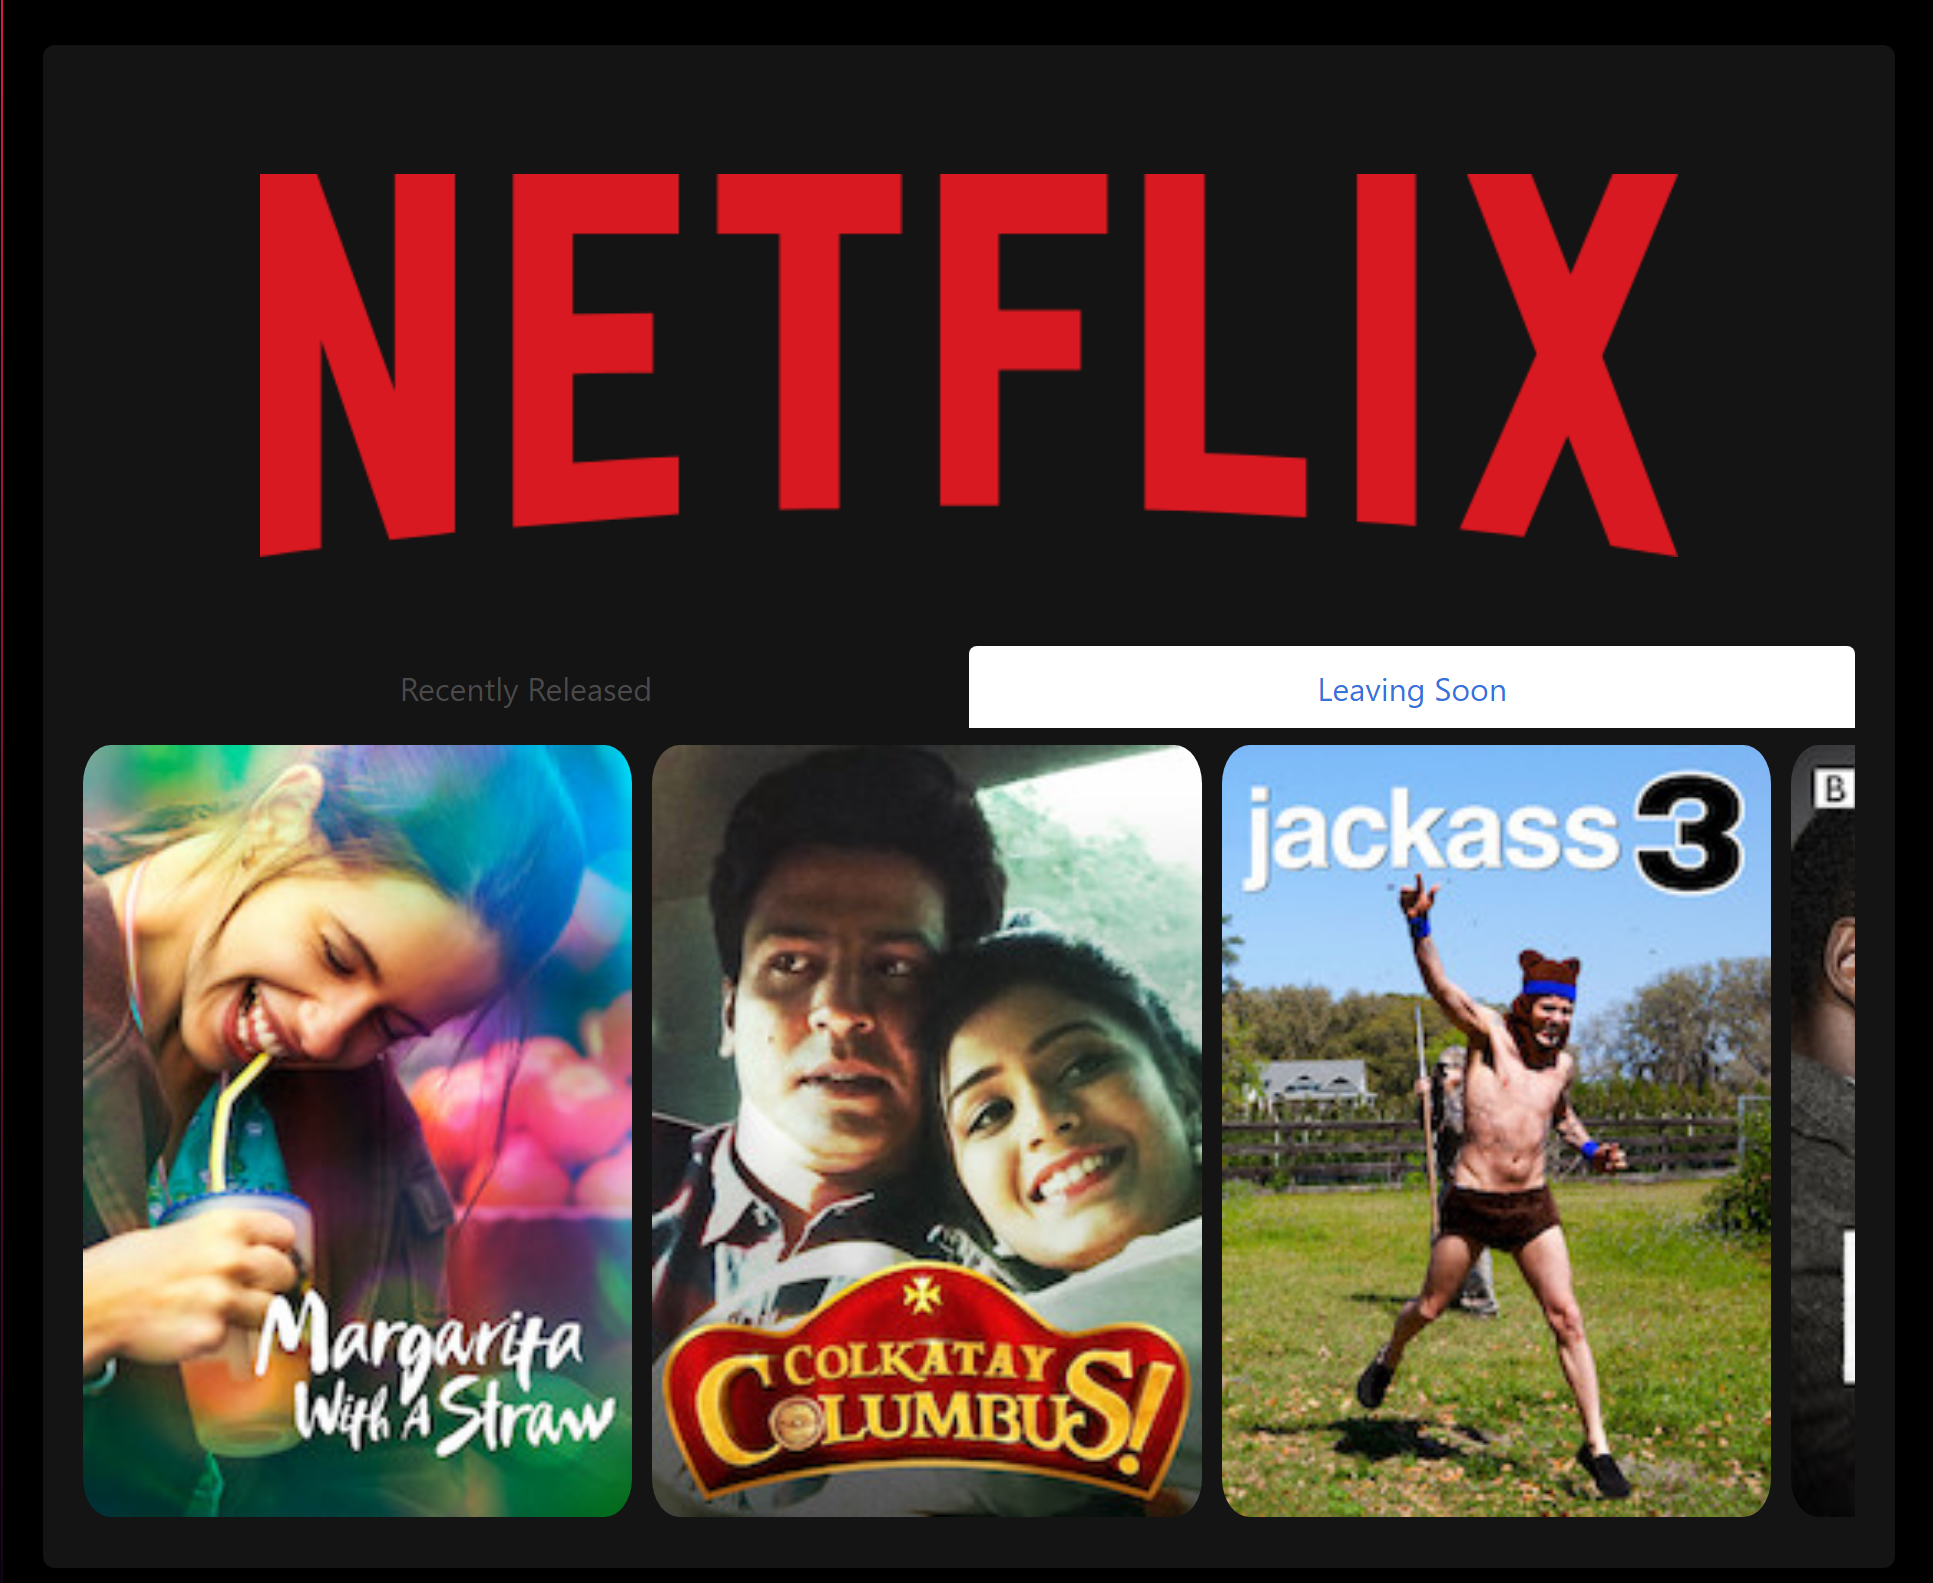 NETFLIX
Recently Released
Leaving Soon
Margarita
With A Straw
COLKATAY
COLUMBUS!
jackass 3
B